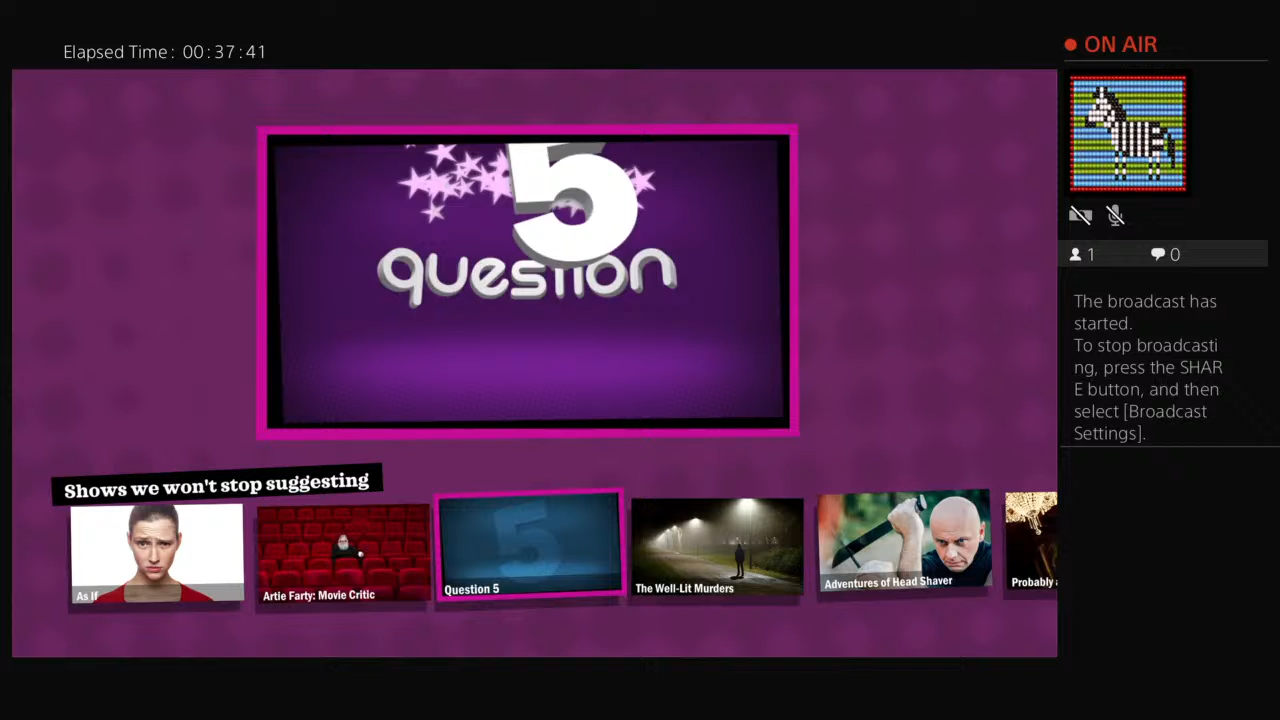 Elapsed Time: 00:37:41
ON AIR
5
question
1
0
The broadcast has
started.
To stop broadcasti
ng, press the SHAR
E button, and then
select [Broadcast
Settings].
Shows we won't stop suggesting
As If
Artie Farty: Movie Critic
5
Question 5
The Well-Lit Murders
Adventures of Head Shaver
Probably